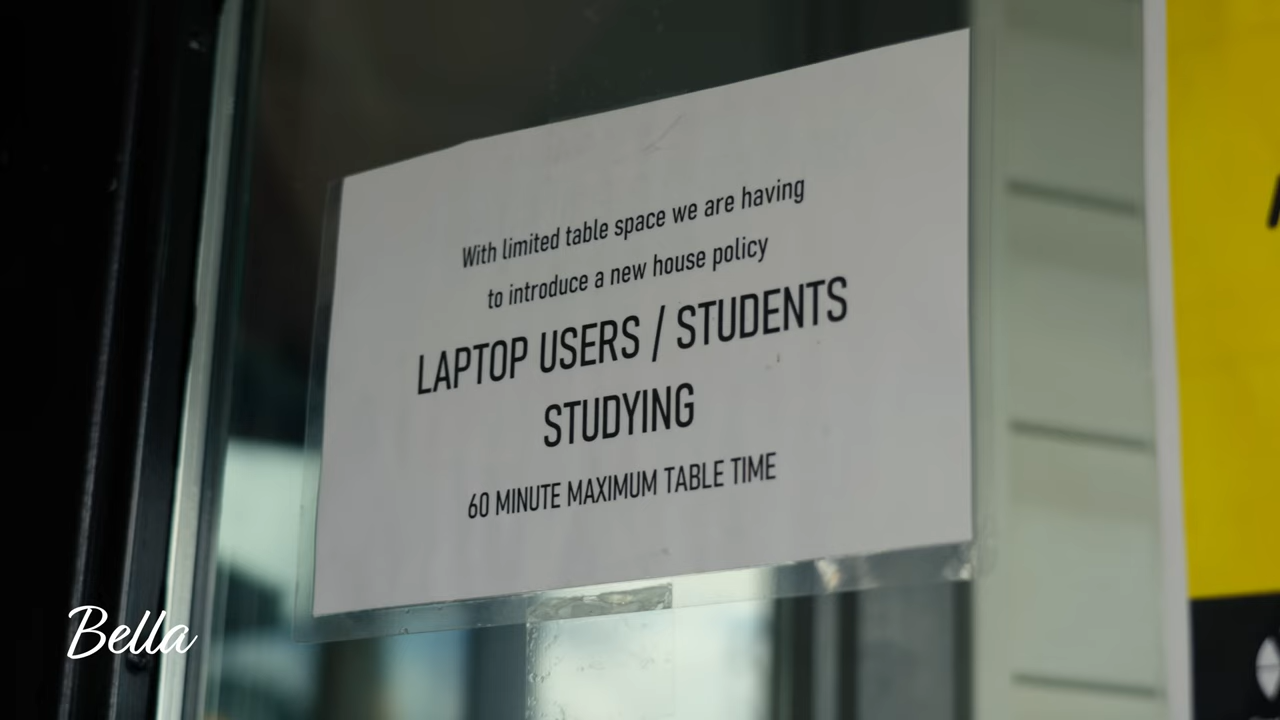 With limited table space we are having
to introduce a new house policy
LAPTOP USERS / STUDENTS
STUDYING
60 MINUTE MAXIMUM TABLE TIME
Bella